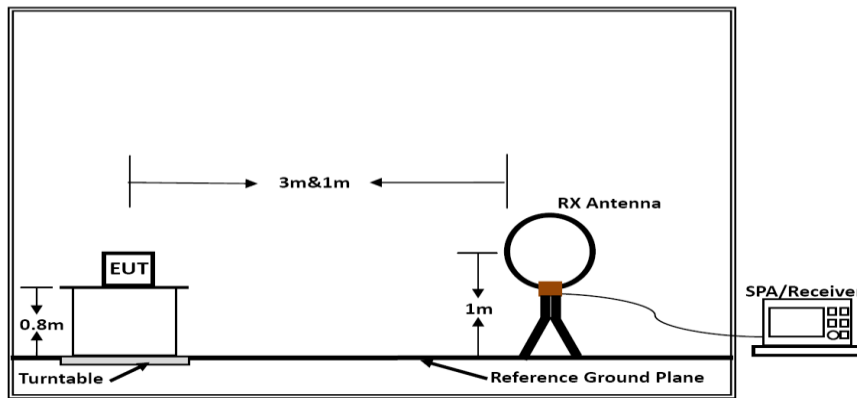 3m&1m
RX Antenna
EUT
SPA/Receiver
0.8m
1m
Turntable
Reference Ground Plane